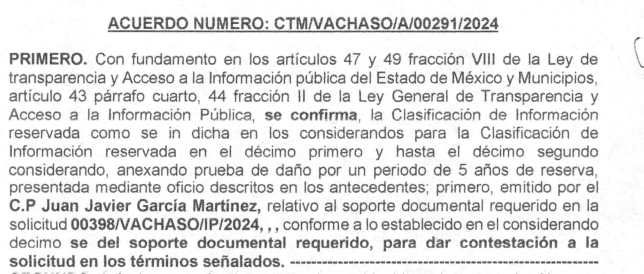 ACUERDO NUMERO: CTM/VACHASO/A/00291/2024
PRIMERO. Con fundamento en los artículos 47 y 49 fracción VIII de la Ley de
transparencia y Acceso a la Información pública del Estado de México y Municipios,
artículo 43 párrafo cuarto, 44 fracción II de la Ley General de Transparencia y
Acceso a la Información Pública, se confirma, la Clasificación de Información
reservada como se in dicha en los considerandos para la Clasificación de
Información reservada en el décimo primero y hasta el décimo segundo
considerando, anexando prueba de daño por un periodo de 5 años de reserva,
presentada mediante oficio descritos en los antecedentes; primero, emitido por el
C.P Juan Javier García Martínez, relativo al soporte documental requerido en la
solicitud 00398/VACHASO/IP/2024, , , conforme a lo establecido en el considerando
decimo se del soporte documental requerido, para dar contestación a la
solicitud en los términos señalados. ------------------------------------------------